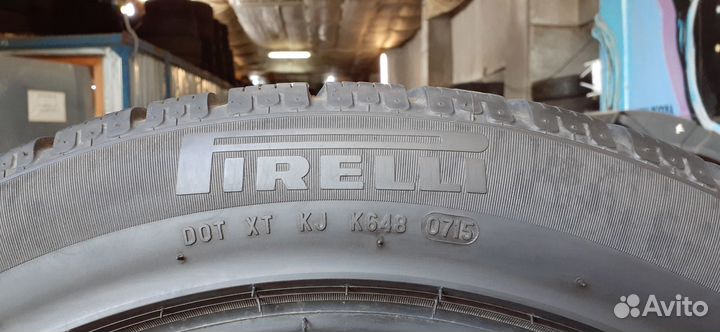 PIRELLI
DOT XT KJ K648 0715
Avito